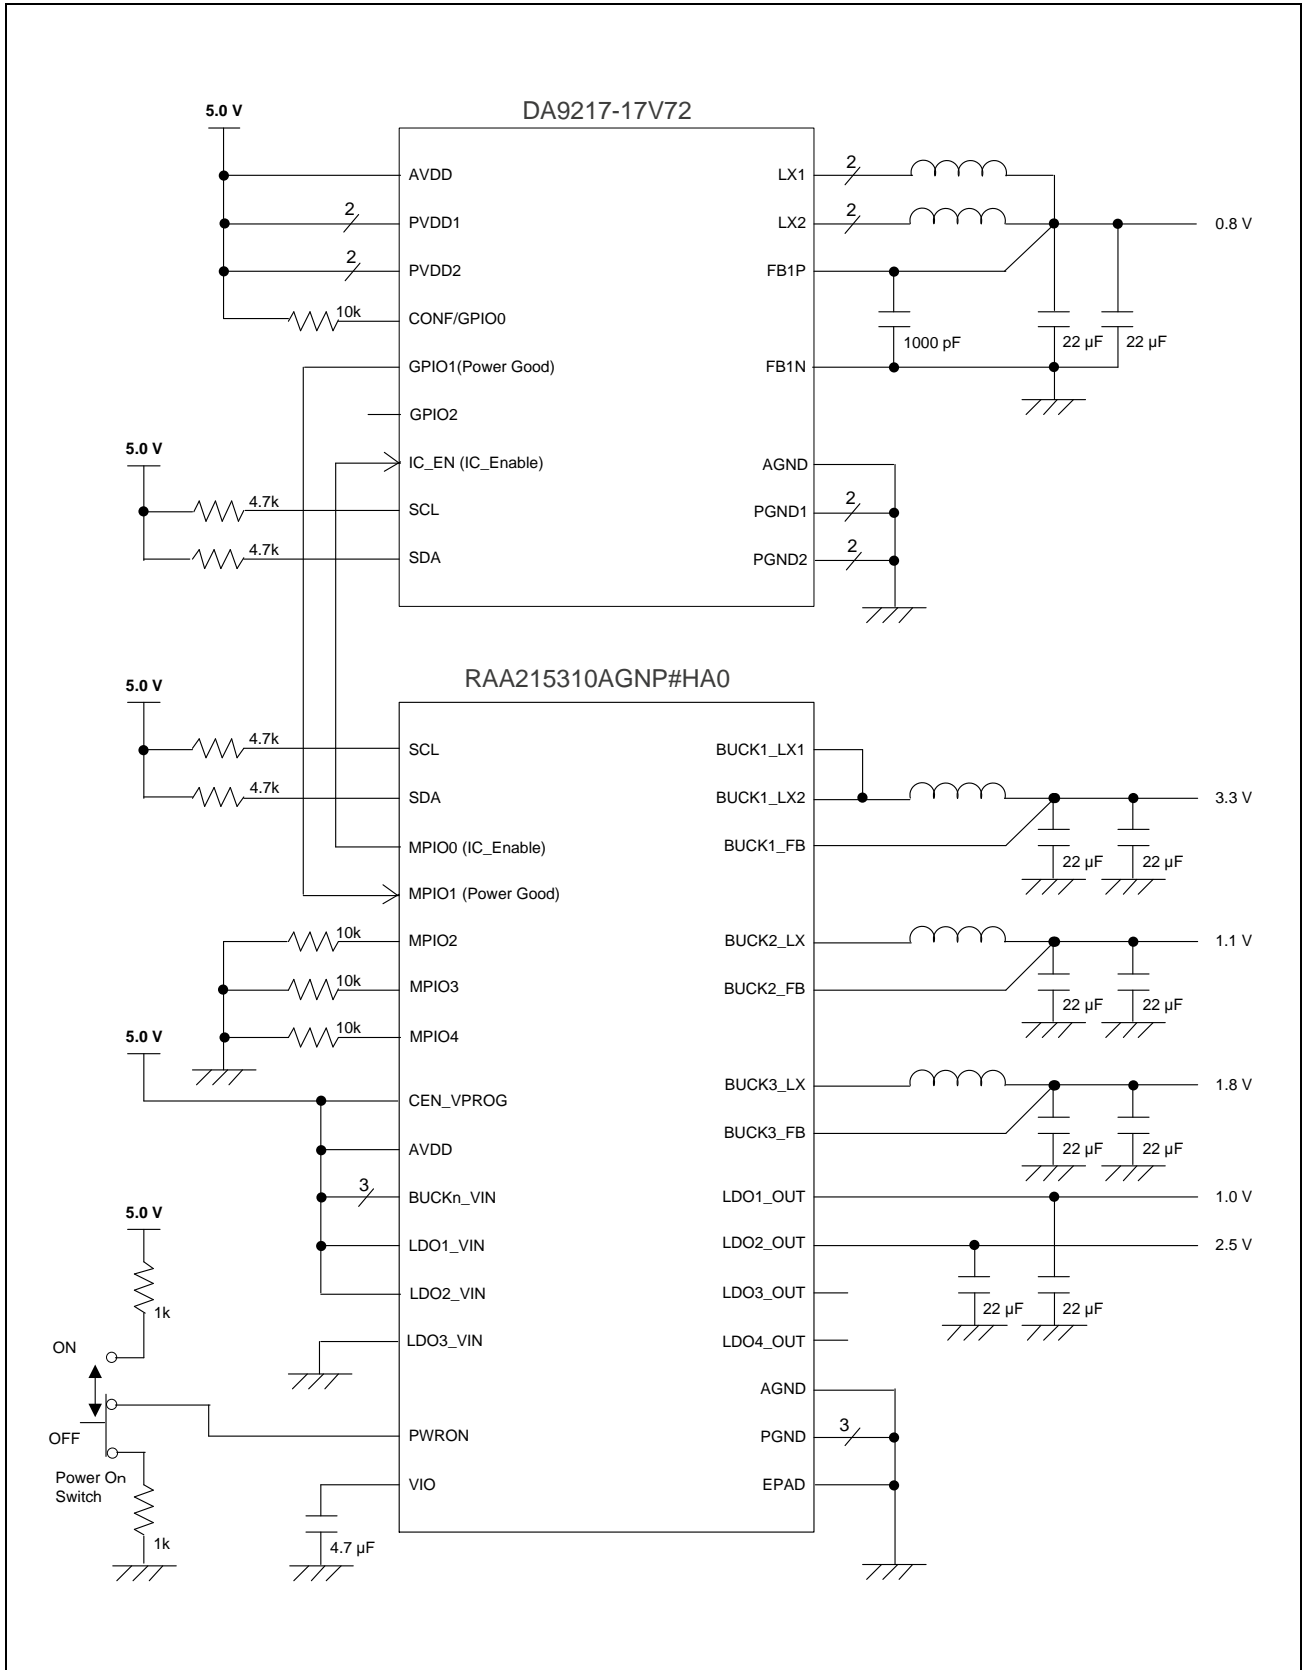 DA9217-17V72
5.0 V
AVDD
2
PVDD1
2
PVDD2
10k
CONF/GPIO0
GPIO1(Power Good)
GPIO2
5.0 V
IC_EN (IC_Enable)
4.7k
SCL
4.7k
SDA
LX1
2
LX2
2
0.8 V
FB1P
1000 pF
22 µF
22 µF
FB1N
AGND
PGND1
2
PGND2
2
RAA215310AGNP#HA0
5.0 V
4.7k
SCL
4.7k
SDA
MPIO0 (IC_Enable)
MPIO1 (Power Good)
10k
MPIO2
10k
MPIO3
10k
MPIO4
5.0 V
CEN_VPROG
AVDD
3
BUCKn_VIN
LDO1_VIN
LDO2_VIN
LDO3_VIN
5.0 V
1k
ON
OFF
Power On
Switch
1k
PWRON
VIO
4.7 µF
BUCK1_LX1
BUCK1_LX2
3.3 V
BUCK1_FB
22 µF
22 µF
BUCK2_LX
1.1 V
BUCK2_FB
22 µF
22 µF
BUCK3_LX
1.8 V
BUCK3_FB
22 µF
22 µF
LDO1_OUT
1.0 V
LDO2_OUT
2.5 V
LDO3_OUT
22 µF
22 µF
LDO4_OUT
AGND
PGND
3
EPAD